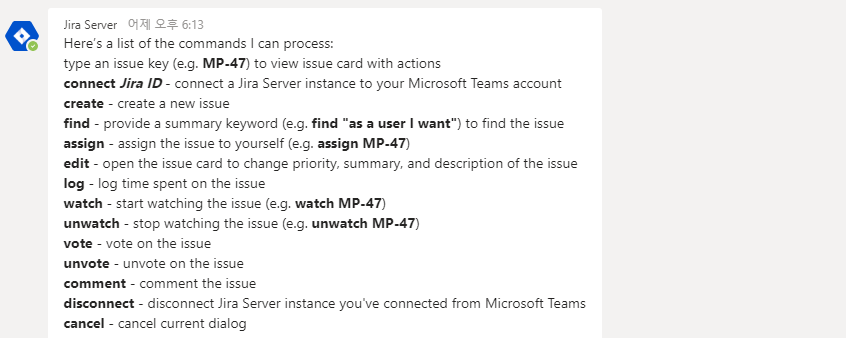 Jira Server 어제 오후 6:13
Here's a list of the commands I can process:
type an issue key (e.g. MP-47) to view issue card with actions
connect Jira ID - connect a Jira Server instance to your Microsoft Teams account
create - create a new issue
find - provide a summary keyword (e.g. find "as a user I want") to find the issue
assign - assign the issue to yourself (e.g. assign MP-47)
edit - open the issue card to change priority, summary, and description of the issue
log - log time spent on the issue
watch - start watching the issue (e.g. watch MP-47)
unwatch - stop watching the issue (e.g. unwatch MP-47)
vote - vote on the issue
unvote - unvote on the issue
comment - comment the issue
disconnect - disconnect Jira Server instance you've connected from Microsoft Teams
cancel - cancel current dialog